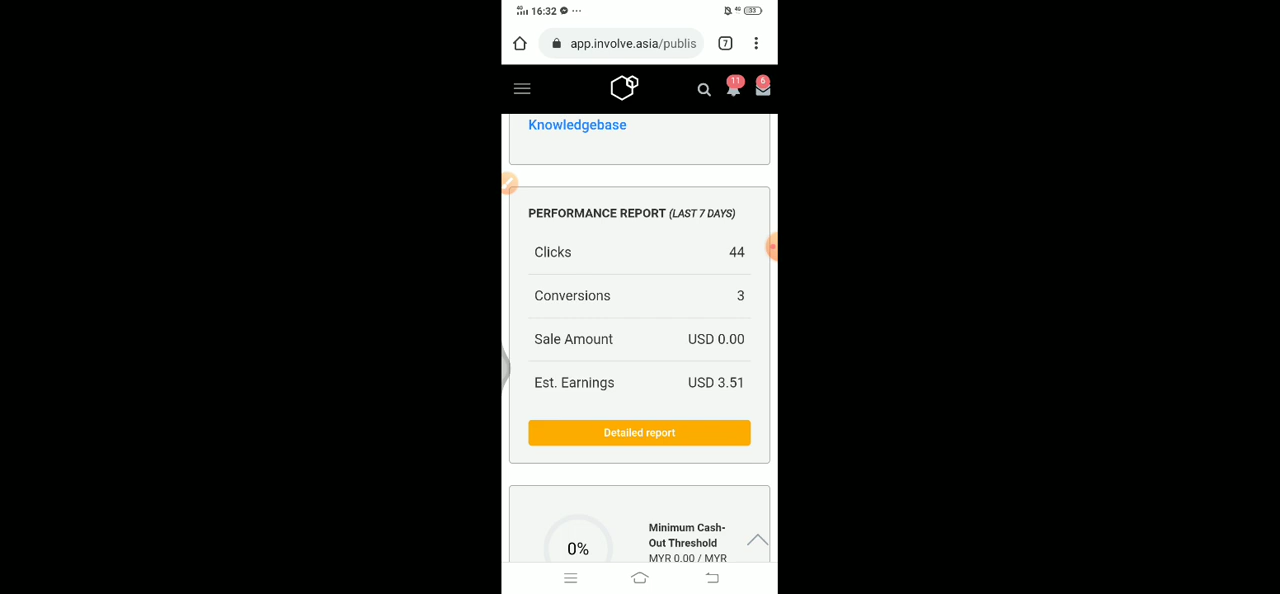 16:32
33
app.involve.asia/publis
7
11
6
Knowledgebase
PERFORMANCE REPORT (LAST 7 DAYS)
Clicks 44
Conversions 3
Sale Amount USD 0.00
Est. Earnings USD 3.51
Detailed report
0%
Minimum Cash-
Out Threshold
MYR 0.00 / MYR